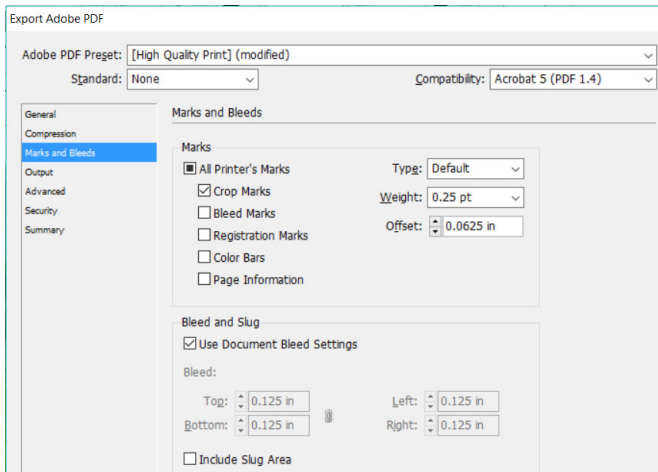 Export Adobe PDF
Adobe PDF Preset: [High Quality Print] (modified)
Standard: None Compatibility: Acrobat 5 (PDF 1.4)
General
Compression
Marks and Bleeds
Output
Advanced
Security
Summary
Marks and Bleeds
Marks
All Printer's Marks Type: Default
Crop Marks Weight: 0.25 pt
Bleed Marks Offset: 0.0625 in
Registration Marks
Color Bars
Page Information
Bleed and Slug
Use Document Bleed Settings
Bleed:
Top: 0.125 in Left: 0.125 in
Bottom: 0.125 in Right: 0.125 in
Include Slug Area